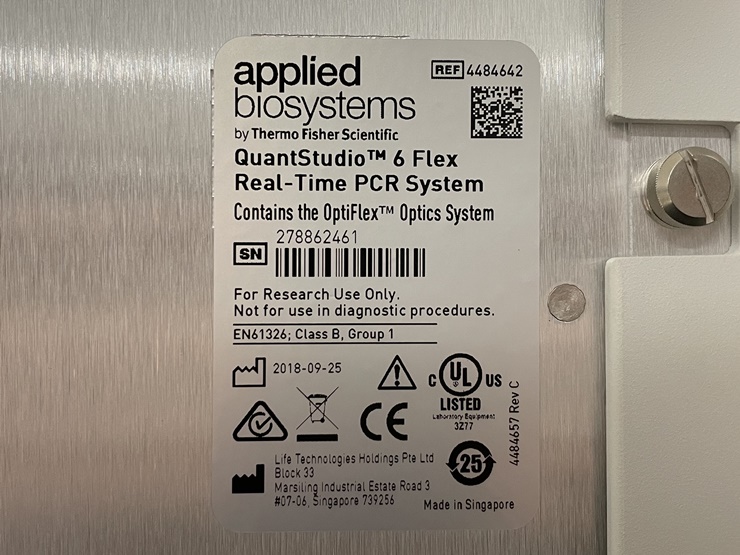 applied
biosystems
by Thermo Fisher Scientific
REF 4484642
QuantStudio™ 6 Flex
Real-Time PCR System
Contains the OptiFlex™ Optics System
SN 278862461
For Research Use Only.
Not for use in diagnostic procedures.
EN61326; Class B, Group 1
2018-09-25
C UL US
LISTED
Laboratory Equipment
3Z77
CE
Life Technologies Holdings Pte Ltd
Block 33
Marsiling Industrial Estate Road 3
#07-06, Singapore 739256
25
Made in Singapore
4484657 Rev C